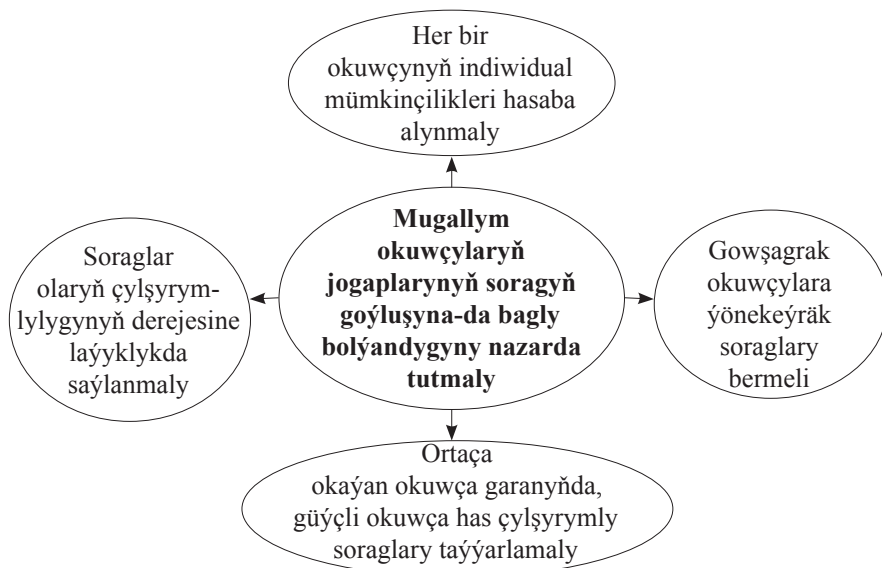 Her bir
okuwçynyň indiwidual
mümkinçilikleri hasaba
alynmaly
Mugallym
okuwçylaryň
jogaplarynyň soragyň
goýluşyna-da bagly
bolýandygyny nazarda
tutmaly
Soraglar
olaryň çylşyrym-
lylygynyň derejesine
laýyklykda
saýlanmaly
Gowşagrak
okuwçylara
ýönekeýräk
soraglary
bermeli
Ortaça
okaýan okuwça garanyňda,
güýçli okuwça has çylşyrymly
soraglary taýýarlamaly